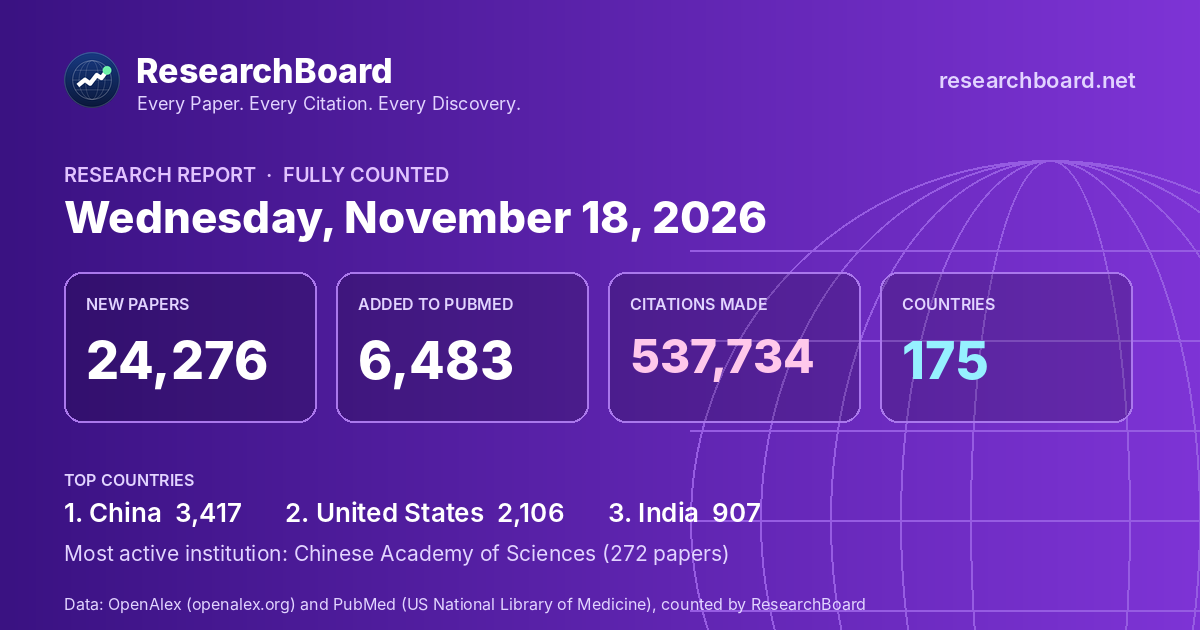 ResearchBoard
Every Paper. Every Citation. Every Discovery.
researchboard.net
RESEARCH REPORT · FULLY COUNTED
Wednesday, November 18, 2026
NEW PAPERS
24,276
ADDED TO PUBMED
6,483
CITATIONS MADE
537,734
COUNTRIES
175
TOP COUNTRIES
1. China 3,417 2. United States 2,106 3. India 907
Most active institution: Chinese Academy of Sciences (272 papers)
Data: OpenAlex (openalex.org) and PubMed (US National Library of Medicine), counted by ResearchBoard